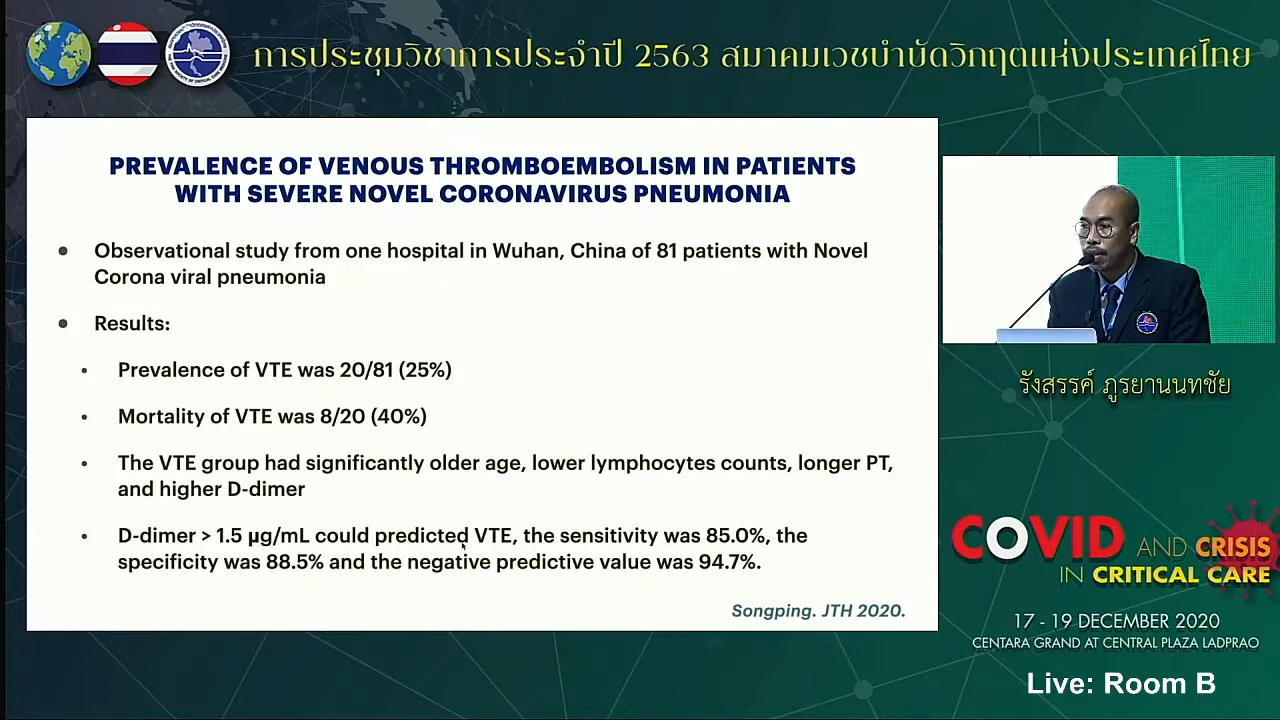 การประชุมวิชาการประจำปี 2563 สมาคมเวชบำบัดวิกฤตแห่งประเทศไทย
PREVALENCE OF VENOUS THROMBOEMBOLISM IN PATIENTS
WITH SEVERE NOVEL CORONAVIRUS PNEUMONIA
• Observational study from one hospital in Wuhan, China of 81 patients with Novel
Corona viral pneumonia
• Results:
• Prevalence of VTE was 20/81 (25%)
• Mortality of VTE was 8/20 (40%)
• The VTE group had significantly older age, lower lymphocytes counts, longer PT,
and higher D-dimer
• D-dimer > 1.5 μg/mL could predicted VTE, the sensitivity was 85.0%, the
specificity was 88.5% and the negative predictive value was 94.7%.
Songping. JTH 2020.
รังสรรค์ ภูรยานนทชัย
COVID AND CRISIS
IN CRITICAL CARE
17 - 19 DECEMBER 2020
CENTARA GRAND AT CENTRAL PLAZA LADPRAO
Live: Room B